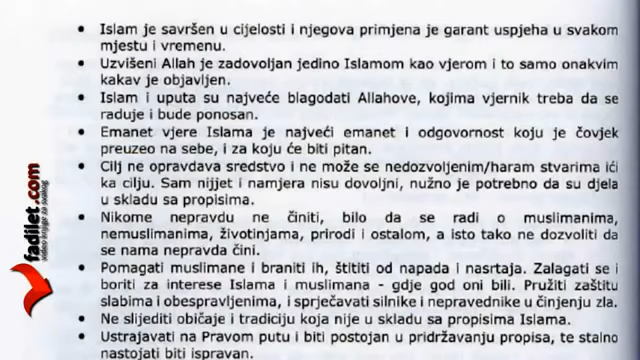 • Islam je savršen u cijelosti i njegova primjena je garant uspjeha u svakom
mjestu i vremenu.
• Uzvišeni Allah je zadovoljan jedino Islamom kao vjerom i to samo onakvim
kakav je objavljen.
• Islam i uputa su najveće blagodati Allahove, kojima vjernik treba da se
raduje i bude ponosan.
• Emanet vjere Islama je najveći emanet i odgovornost koju je čovjek
preuzeo na sebe, i za koju će biti pitan.
• Cilj ne opravdava sredstvo i ne može se nedozvoljenim/haram stvarima ići
ka cilju. Sam nijjet i namjera nisu dovoljni, nužno je potrebno da su djela
u skladu sa propisima.
• Nikome nepravdu ne činiti, bilo da se radi o muslimanima,
nemuslimanima, životinjama, prirodi i ostalom, a isto tako ne dozvoliti da
se nama nepravda čini.
• Pomagati muslimane i braniti ih, štititi od napada i nasrtaja. Zalagati se i
boriti za interese Islama i muslimana - gdje god oni bili. Pružiti zaštitu
slabima i obespravljenima, i sprječavati silnike i nepravednike u činjenju zla.
• Ne slijediti običaje i tradiciju koja nije u skladu sa propisima Islama.
• Ustrajavati na Pravom putu i biti postojan u pridržavanju propisa, te stalno
nastojati biti ispravan.
fadilet.com